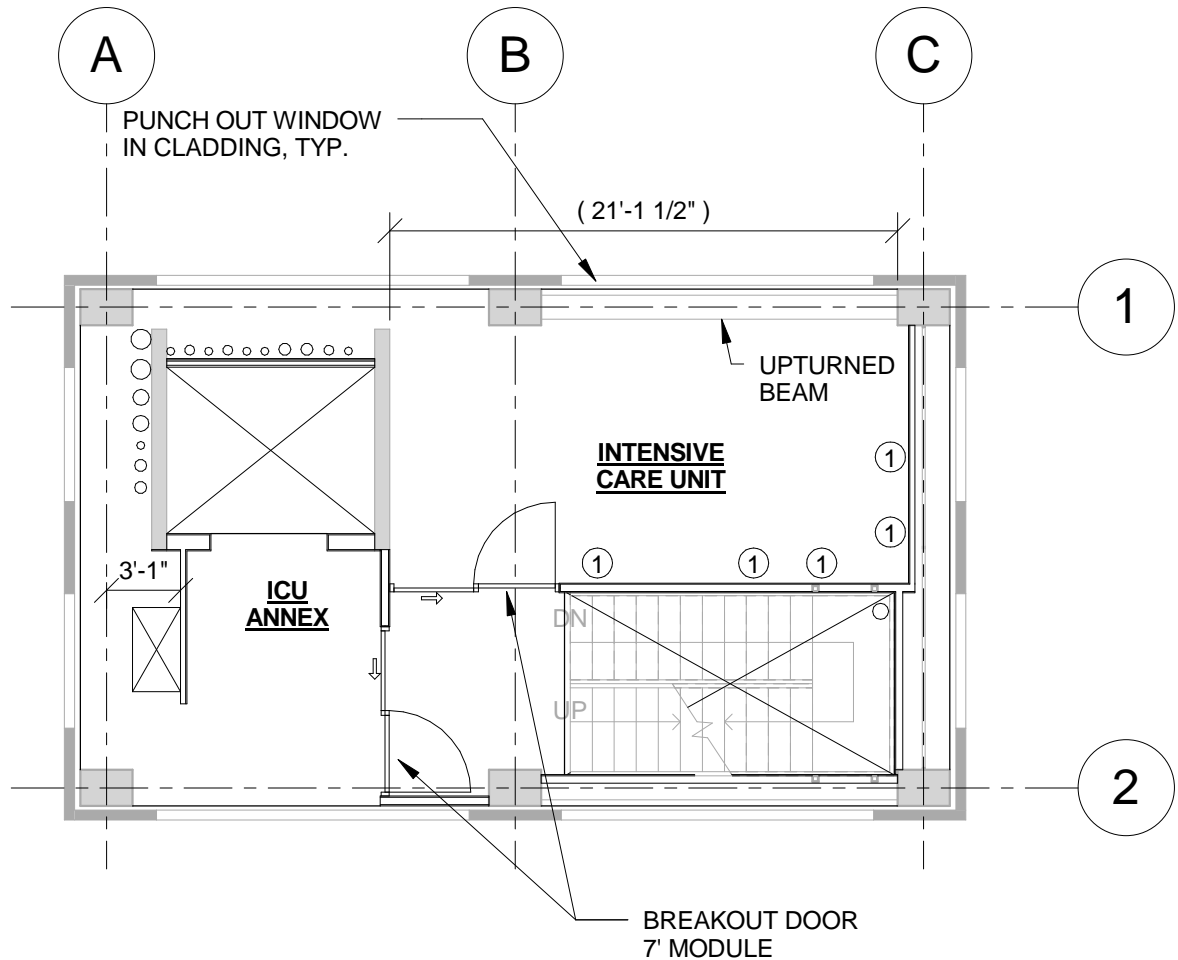 A
B
C
PUNCH OUT WINDOW
IN CLADDING, TYP.
( 21'-1 1/2" )
1
UPTURNED
BEAM
INTENSIVE
CARE UNIT
1
1
1
1
1
3'-1"
ICU
ANNEX
DN
UP
2
BREAKOUT DOOR
7' MODULE